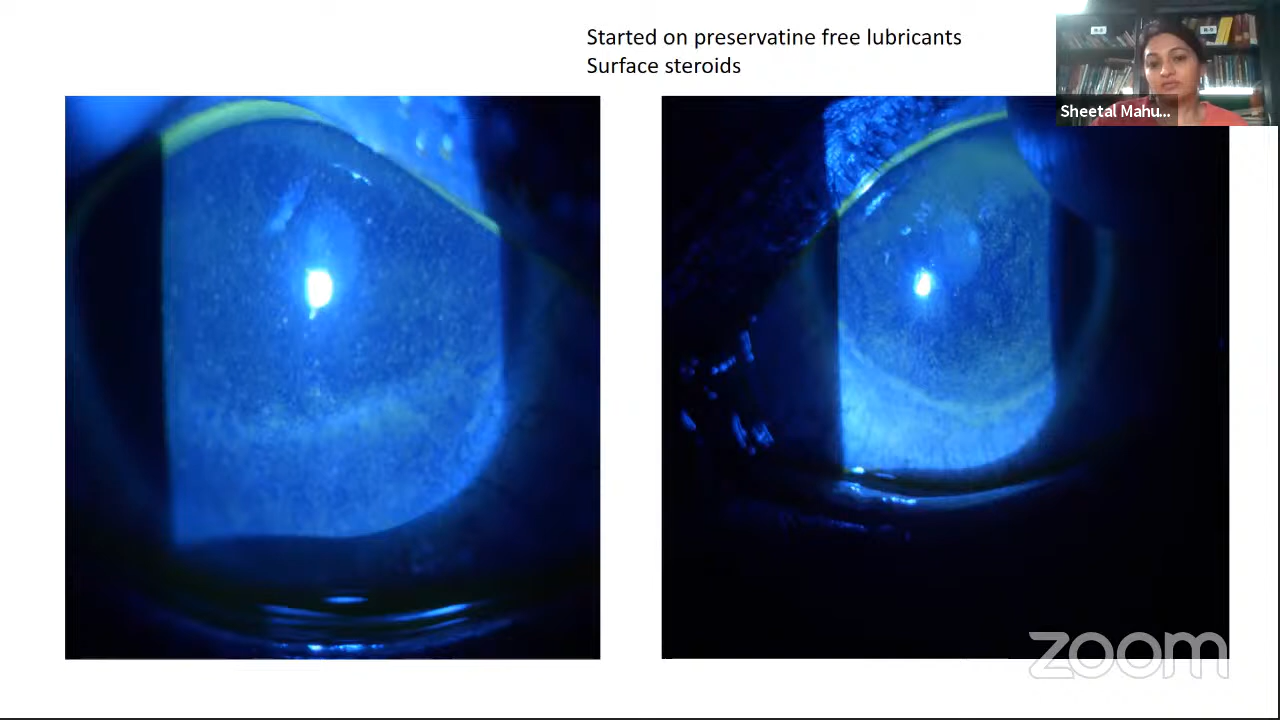 Started on preservatine free lubricants
Surface steroids
Sheetal Mahu...
zoom